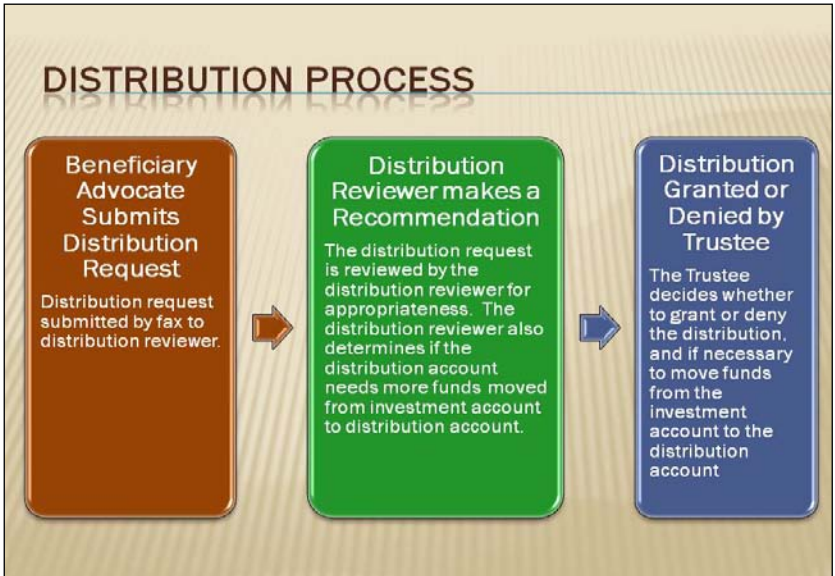 DISTRIBUTION PROCESS
Beneficiary
Advocate
Submits
Distribution
Request
Distribution request
submitted by fax to
distribution reviewer.
Distribution
Reviewer makes a
Recommendation
The distribution request
is reviewed by the
distribution reviewer for
appropriateness. The
distribution reviewer also
determines if the
distribution account
needs more funds moved
from investment account
to distribution account.
Distribution
Granted or
Denied by
Trustee
The Trustee
decides whether
to grant or deny
the distribution,
and if necessary
to move funds
from the
investment
account to the
distribution
account